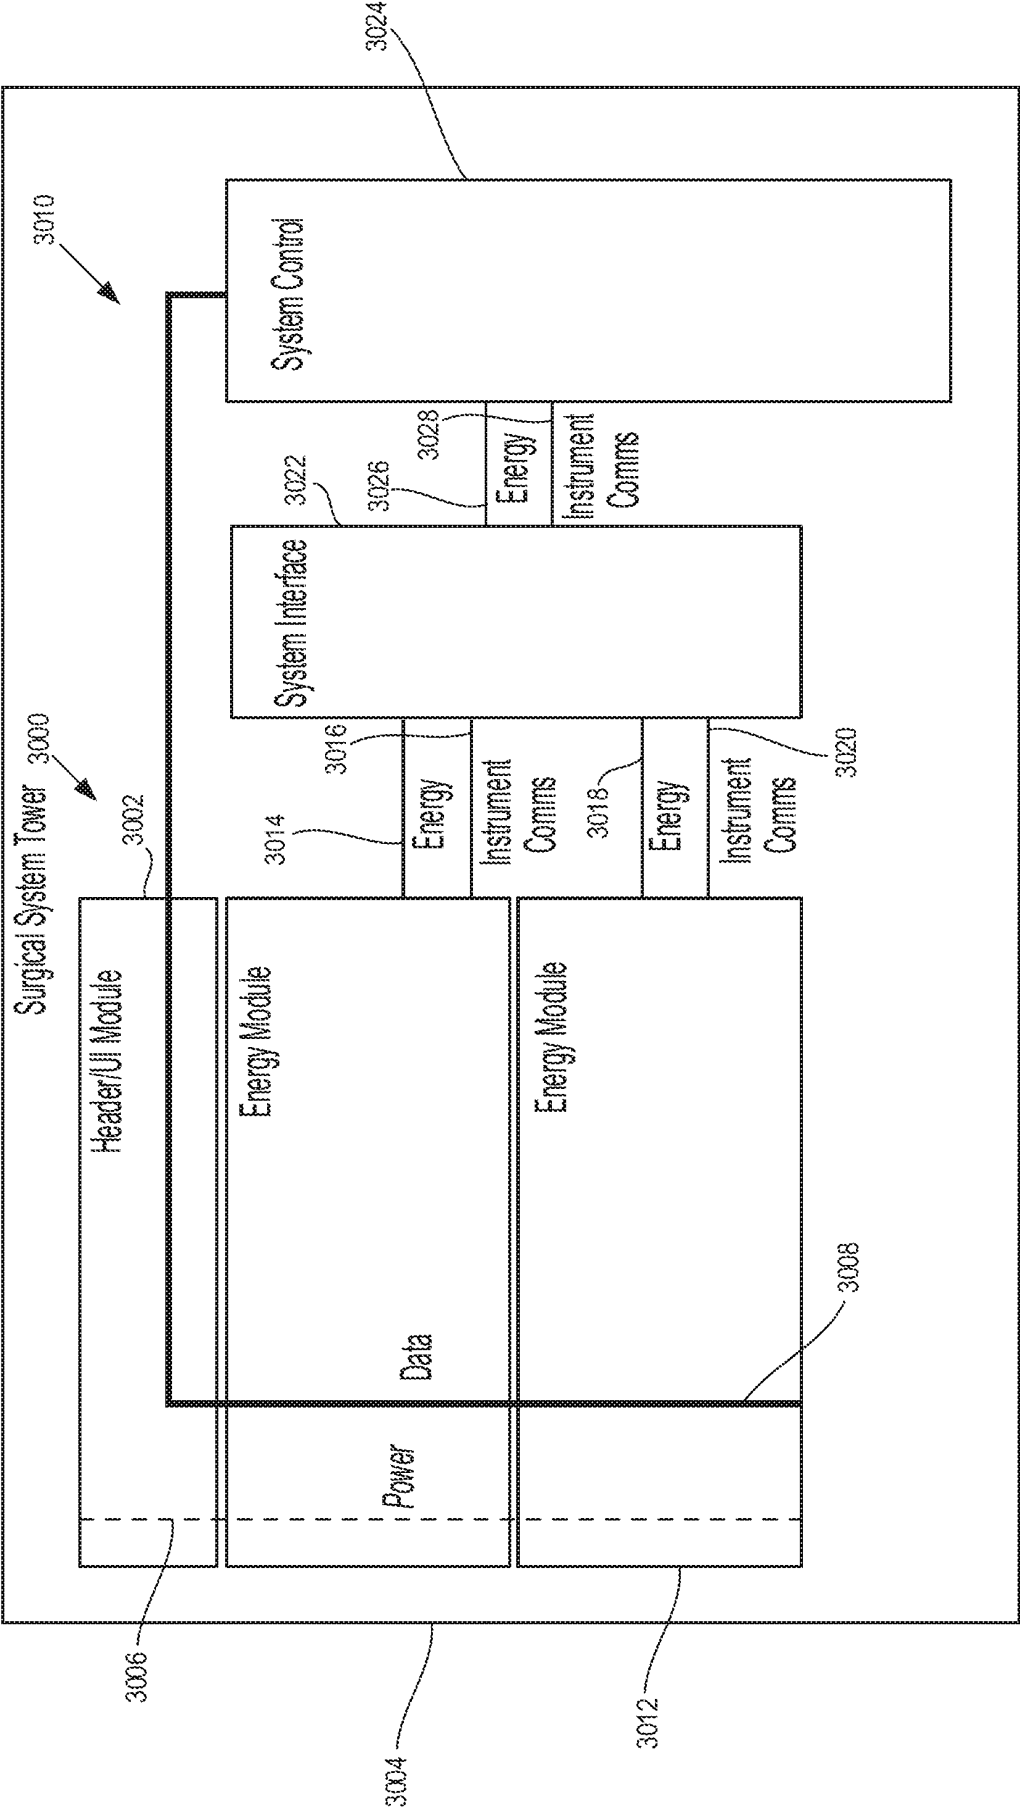 Surgical System Tower
3000
3010
3024
3002
Header/UI Module
3006
Energy Module
3014
3016
System Interface
3022
System Control
3026
3028
3004
Power
Data
Energy
Instrument
Comms
Energy
Instrument
Comms
Energy Module
3018
Energy
Instrument
Comms
3012
3008
3020